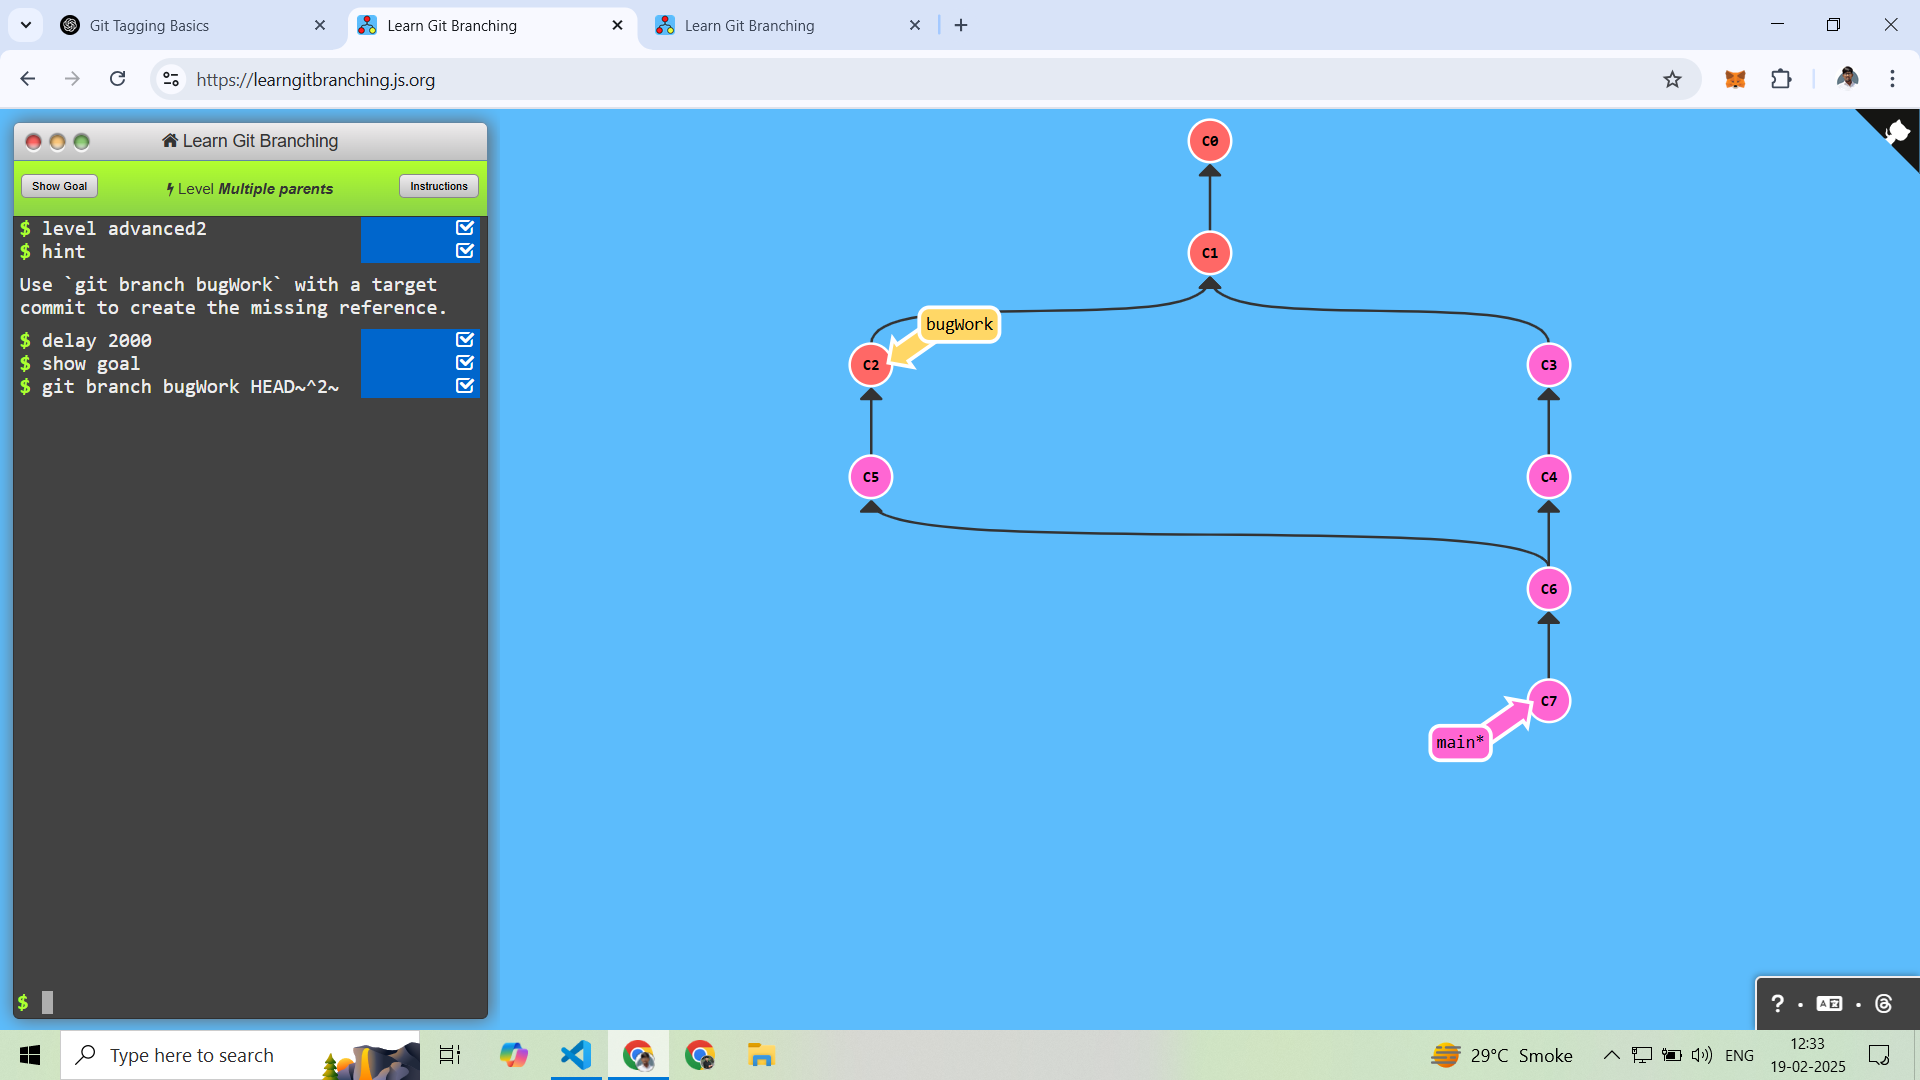 Git Tagging Basics
Learn Git Branching
Learn Git Branching
https://learngitbranching.js.org
Learn Git Branching
Show Goal
Level Multiple parents
Instructions
$ level advanced2
$ hint
Use `git branch bugWork` with a target
commit to create the missing reference.
$ delay 2000
$ show goal
$ git branch bugWork HEAD~^2~
$
C0
C1
bugWork
C2
C3
C5
C4
C6
C7
main*
?
Type here to search
29°C Smoke
ENG
12:33
19-02-2025